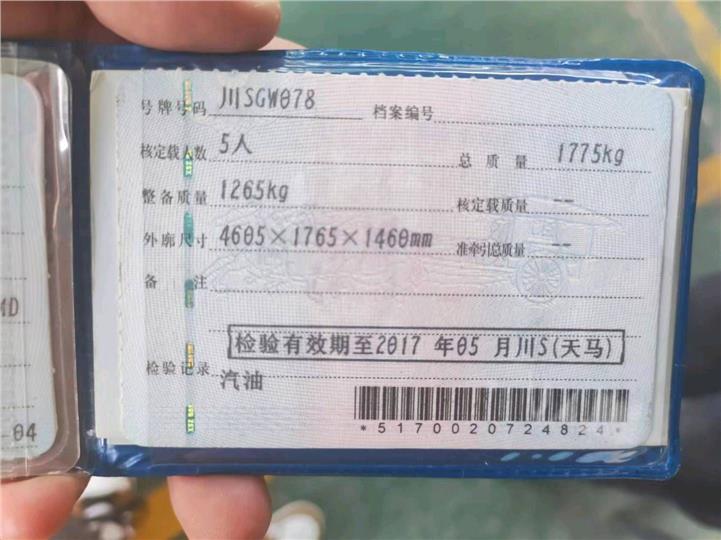 号牌号码 川SGW078 档案编号
核定载人数 5人 总质量 1775kg
整备质量 1265kg 核定载质量 --
外廓尺寸 4605×1765×1460mm 准牵引总质量 --
备注
检验有效期至2017 年05 月川S(天马)
检验记录 汽油
*5170020724824*
MD
-04